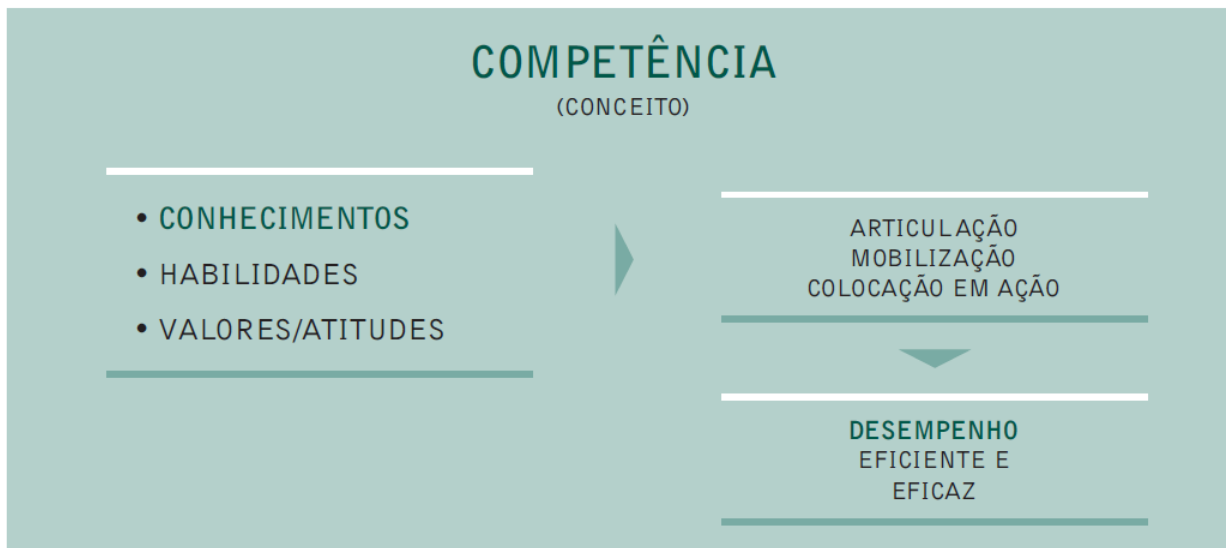 COMPETÊNCIA
(CONCEITO)
• CONHECIMENTOS
• HABILIDADES
• VALORES/ATITUDES
ARTICULAÇÃO
MOBILIZAÇÃO
COLOCAÇÃO EM AÇÃO
DESEMPENHO
EFICIENTE E
EFICAZ